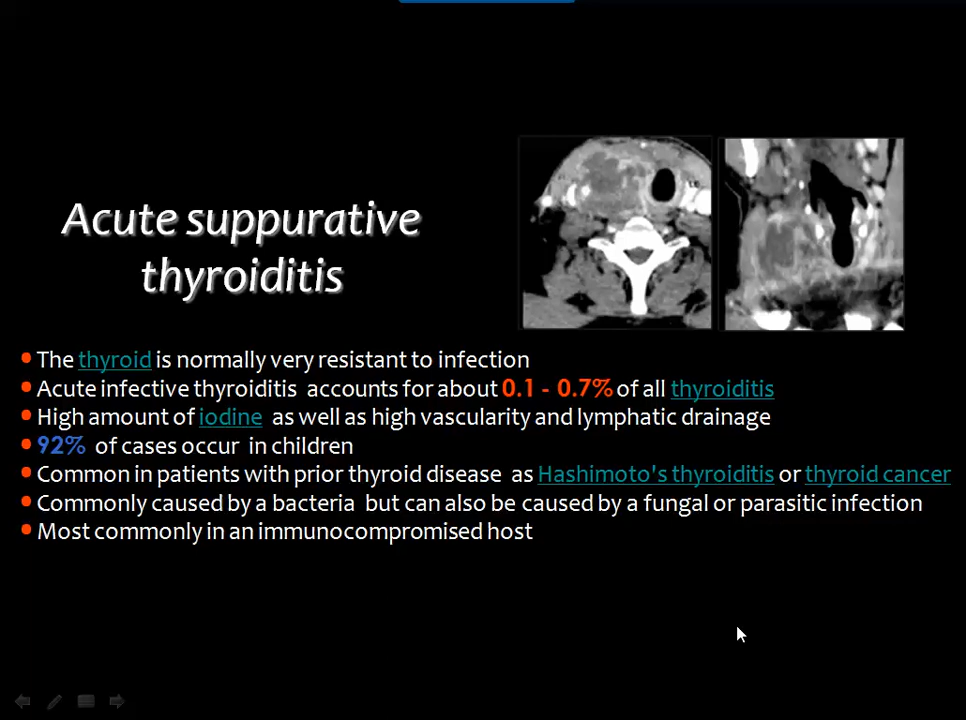 Acute suppurative
thyroiditis
• The thyroid is normally very resistant to infection
• Acute infective thyroiditis accounts for about 0.1 - 0.7% of all thyroiditis
• High amount of iodine as well as high vascularity and lymphatic drainage
• 92% of cases occur in children
• Common in patients with prior thyroid disease as Hashimoto's thyroiditis or thyroid cancer
• Commonly caused by a bacteria but can also be caused by a fungal or parasitic infection
• Most commonly in an immunocompromised host